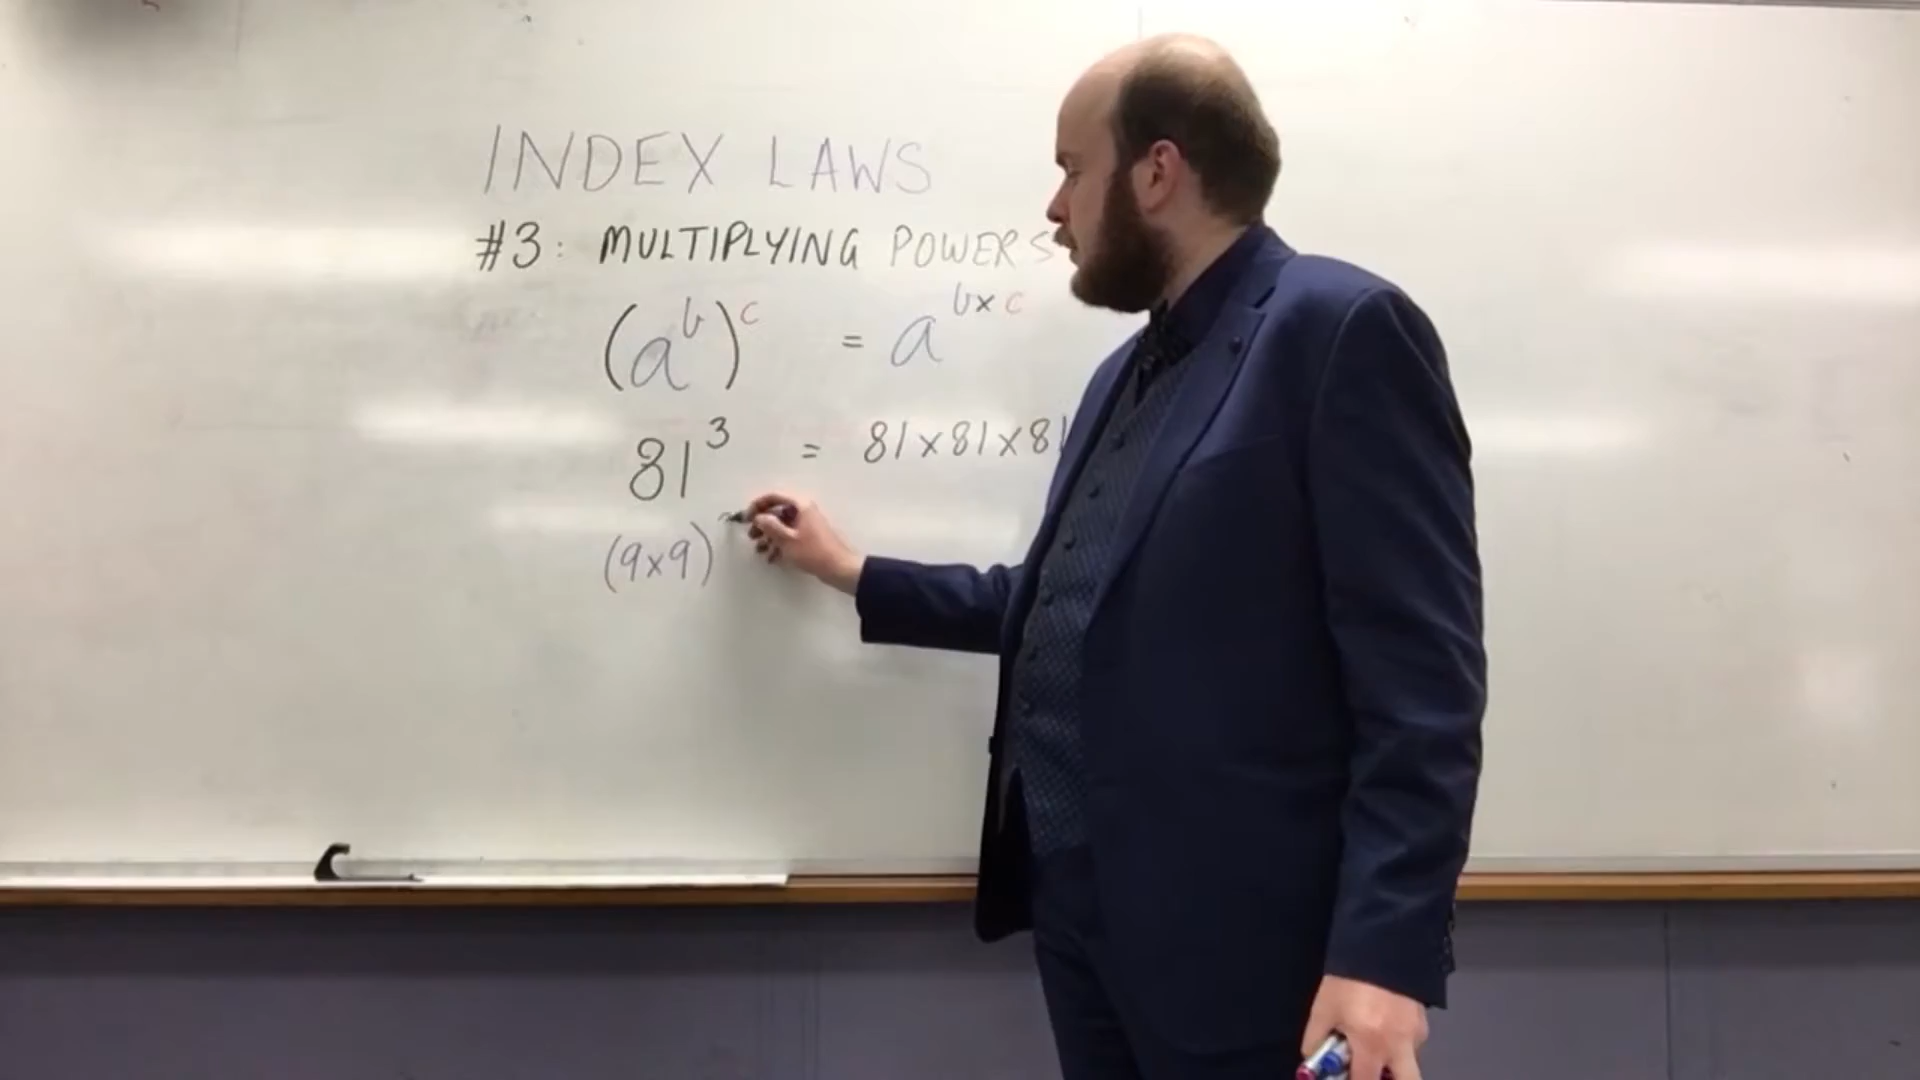 INDEX LAWS
#3: MULTIPLYING POWERS
(a^b)^c = a^b×c
81^3 = 81×81×81
(9×9)